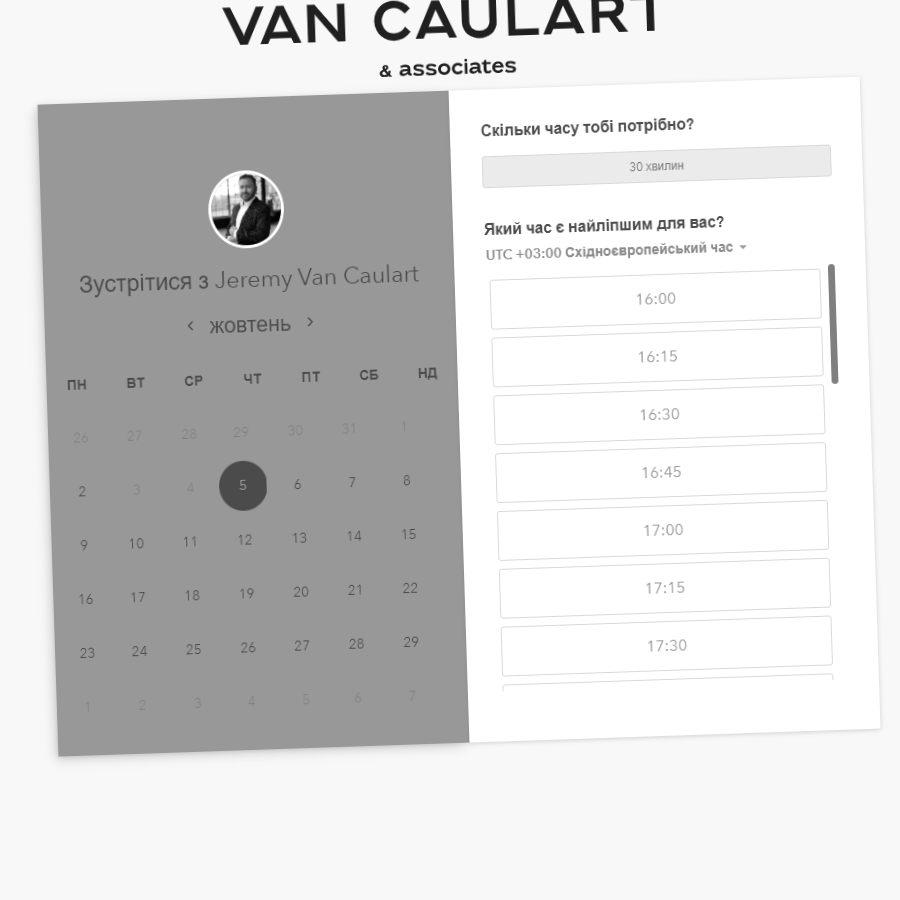 VAN CAULART
& associates
Зустрітися з Jeremy Van Caulart
жовтень
ПН ВТ СР ЧТ ПТ СБ НД
26 27 28 29 30 31 1
2 3 4 5 6 7 8
9 10 11 12 13 14 15
16 17 18 19 20 21 22
23 24 25 26 27 28 29
1 2 3 4 5 6 7
Скільки часу тобі потрібно?
30 хвилин
Який час є найліпшим для вас?
UTC +03:00 Східноєвропейський час
16:00
16:15
16:30
16:45
17:00
17:15
17:30